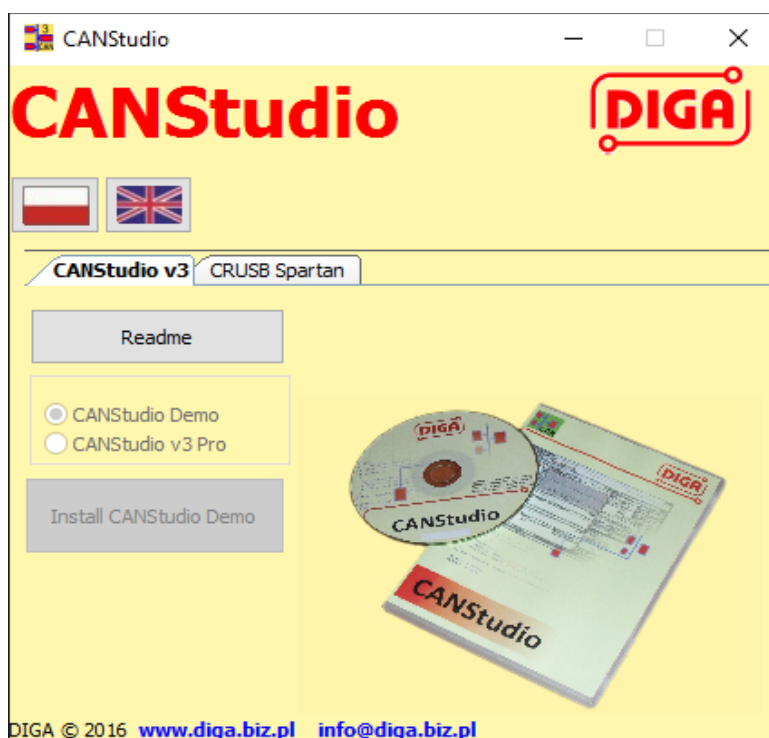 CANStudio
CANStudio
DIGA
CANStudio v3 CRUSB Spartan
Readme
CANStudio Demo
CANStudio v3 Pro
Install CANStudio Demo
DIGA
DIGA
CANStudio
CANStudio
DIGA © 2016 www.diga.biz.pl info@diga.biz.pl